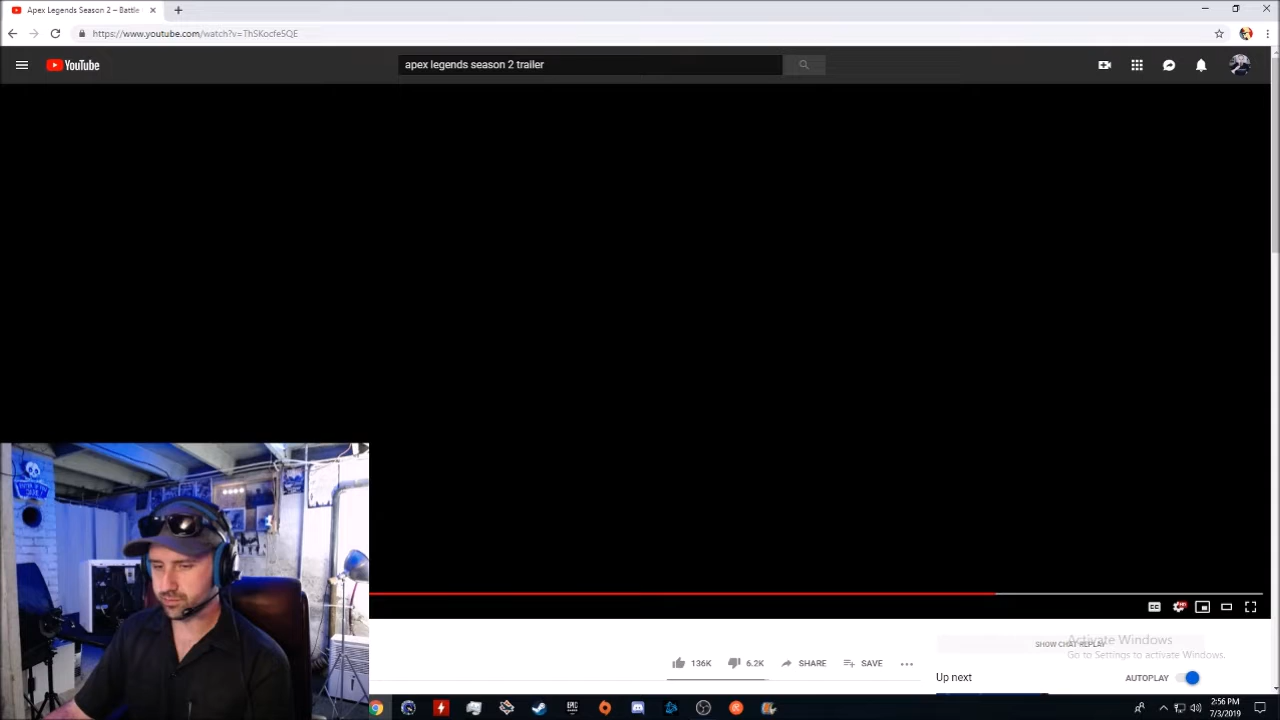 Apex Legends Season 2 – Battle
https://www.youtube.com/watch?v=ThSKocfe5QE
YouTube
apex legends season 2 trailer
136K 6.2K SHARE SAVE
SHOW CHAT REPLAY
Activate Windows
Go to Settings to activate Windows.
Up next AUTOPLAY
2:56 PM
7/3/2019